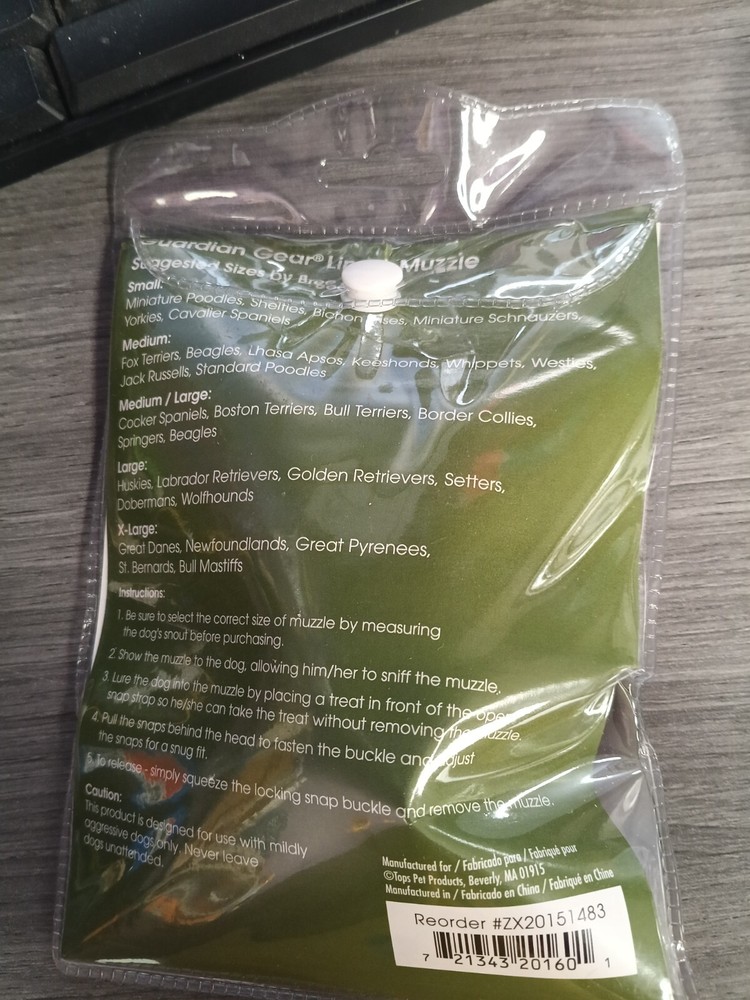 Guardian Gear® Muzzle
Suggested Sizes by
Small:
Miniature Poodles, Shelties, Bichon Miniature Schnauzers,
Yorkies, Cavalier Spaniels
Medium:
Fox Terriers, Beagles, Lhasa Apsos, Keeshonds, Whippets, Westies,
Jack Russells, Standard Poodles
Medium / Large:
Cocker Spaniels, Boston Terriers, Bull Terriers, Border Collies,
Springers, Beagles
Large:
Huskies, Labrador Retrievers, Golden Retrievers, Setters,
Dobermans, Wolfhounds
X-Large:
Great Danes, Newfoundlands, Great Pyrenees,
St. Bernards, Bull Mastiffs
Instructions:
1. Be sure to select the correct size of muzzle by measuring
the dog's snout before purchasing.
2. Show the muzzle to the dog, allowing him/her to sniff the muzzle,
3. Lure the dog into the muzzle by placing a treat in front of the open
snap strap so he/she can take the treat without removing the muzzle.
4. Pull the snaps behind the head to fasten the buckle and adjust
the snaps for a snug fit.
5. To release - simply squeeze the locking snap buckle and remove the muzzle.
Caution:
This product is designed for use with mildly
aggressive dogs only. Never leave
dogs unattended.
Manufactured for / Fabricado para / Fabriqué pour
©Tops Pet Products, Beverly, MA 01915
Manufactured in / Fabricado en China / Fabriqué en Chine
Reorder #ZX20151483
7 21343 20160 1